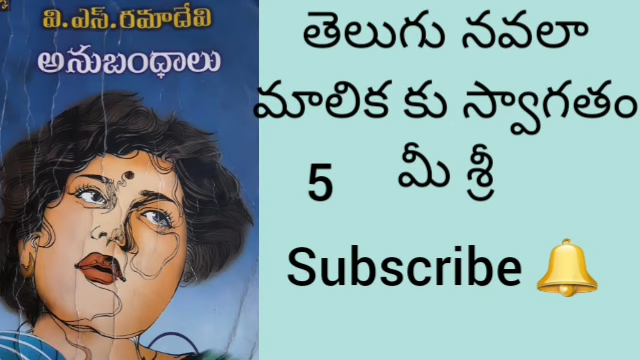 వి.ఎస్.రమాదేవి
అనుబంధాలు
తెలుగు నవలా
మాలిక కు స్వాగతం
5 మీ శ్రీ
Subscribe 🔔